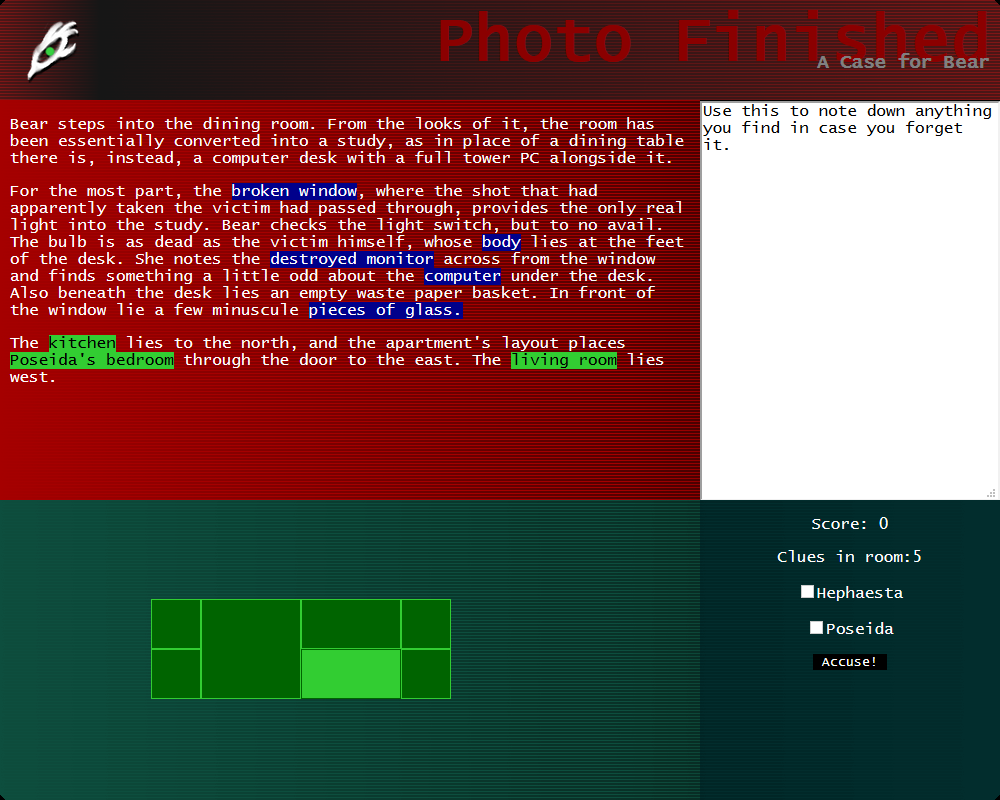 Photo Finished
A Case for Bear
Bear steps into the dining room. From the looks of it, the room has
been essentially converted into a study, as in place of a dining table
there is, instead, a computer desk with a full tower PC alongside it.
For the most part, the broken window, where the shot that had
apparently taken the victim had passed through, provides the only real
light into the study. Bear checks the light switch, but to no avail.
The bulb is as dead as the victim himself, whose body lies at the feet
of the desk. She notes the destroyed monitor across from the window
and finds something a little odd about the computer under the desk.
Also beneath the desk lies an empty waste paper basket. In front of
the window lie a few minuscule pieces of glass.
The kitchen lies to the north, and the apartment's layout places
Poseida's bedroom through the door to the east. The living room lies
west.
Use this to note down anything
you find in case you forget
it.
Score: 0
Clues in room:5
Hephaesta
Poseida
Accuse!